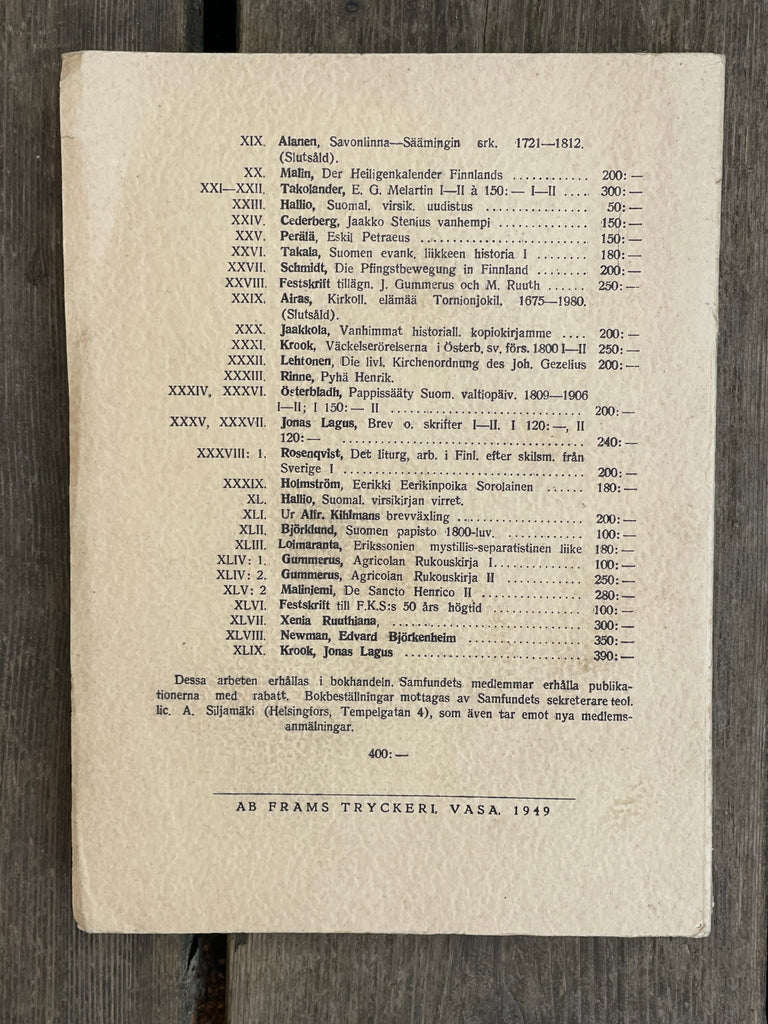 XIX. Alanen, Savonlinna—Säämingin srk. 1721—1812.
(Slutsåld).
XX. Malin, Der Heiligenkalender Finnlands ............ 200: —
XXI—XXII. Takolander, E. G. Melartin I—II à 150: — I—II .... 300: —
XXIII. Hallio, Suomal. virsik. uudistus ................ 50: —
XXIV. Cederberg, Jaakko Stenius vanhempi .............. 150: —
XXV. Perälä, Eskil Petraeus ......................... 150: —
XXVI. Takala, Suomen evank. liikkeen historia I ......... 180: —
XXVII. Schmidt, Die Pfingstbewegung in Finnland ........ 200: —
XXVIII. Festskrift tillägn. J. Gummerus och M. Ruuth ...... 250: —
XXIX. Airas, Kirkoll. elämää Tornionjokil. 1675—1980.
(Slutsåld).
XXX. Jaakkola, Vanhimmat historiall. kopiokirjamme .... 200: —
XXXI. Krook, Väckelserörelserna i österb. sv. förs. 1800 I—II 250: —
XXXII. Lehtonen, Die livl. Kirchenordnung des Joh. Gezelius 200: —
XXXIII. Rinne, Pyhä Henrik.
XXXIV, XXXVI. Österbladh, Pappissääty Suom. valtiopäiv. 1809—1906
I—II; I 150: — II ............................... 200: —
XXXV, XXXVII. Jonas Lagus, Brev o. skrifter I—II. I 120: —, II
120: — ....................................... 240: —
XXXVIII: 1. Rosenqvist, Det liturg, arb. i Finl. efter skilsm. från
Sverige I ...................................... 200: —
XXXIX. Holmström, Eerikki Eerikinpoika Sorolainen ...... 180: —
XL. Hallio, Suomal. virsikirjan virret.
XLI. Ur Alfr. Kihlmans brevväxling .................... 200: —
XLII. Björklund, Suomen papisto 1800-luv. ............ 100: —
XLIII. Loimaranta, Erikssonien mystillis-separatistinen liike 180: —
XLIV: 1. Gummerus, Agricolan Rukouskirja I.............. 100: —
XLIV: 2. Gummerus, Agricolan Rukouskirja II ............ 250: —
XLV: 2 Maliniemi, De Sancto Henrico II ................ 280: —
XLVI. Festskrift till F.K.S:s 50 års högtid .............. 100: —
XLVII. Xenia Ruuthiana, .............................. 300: —
XLVIII. Newman, Edvard Björkenheim .................. 350: —
XLIX. Krook, Jonas Lagus ............................ 390: —
Dessa arbeten erhållas i bokhandeln. Samfundets medlemmar erhålla publika-
tionerna med rabatt. Bokbeställningar mottagas av Samfundets sekreterare teol.
lic. A. Siljamäki (Helsingfors, Tempelgatan 4), som även tar emot nya medlems-
anmälningar.
400: —
AB FRAMS TRYCKERI, VASA, 1949